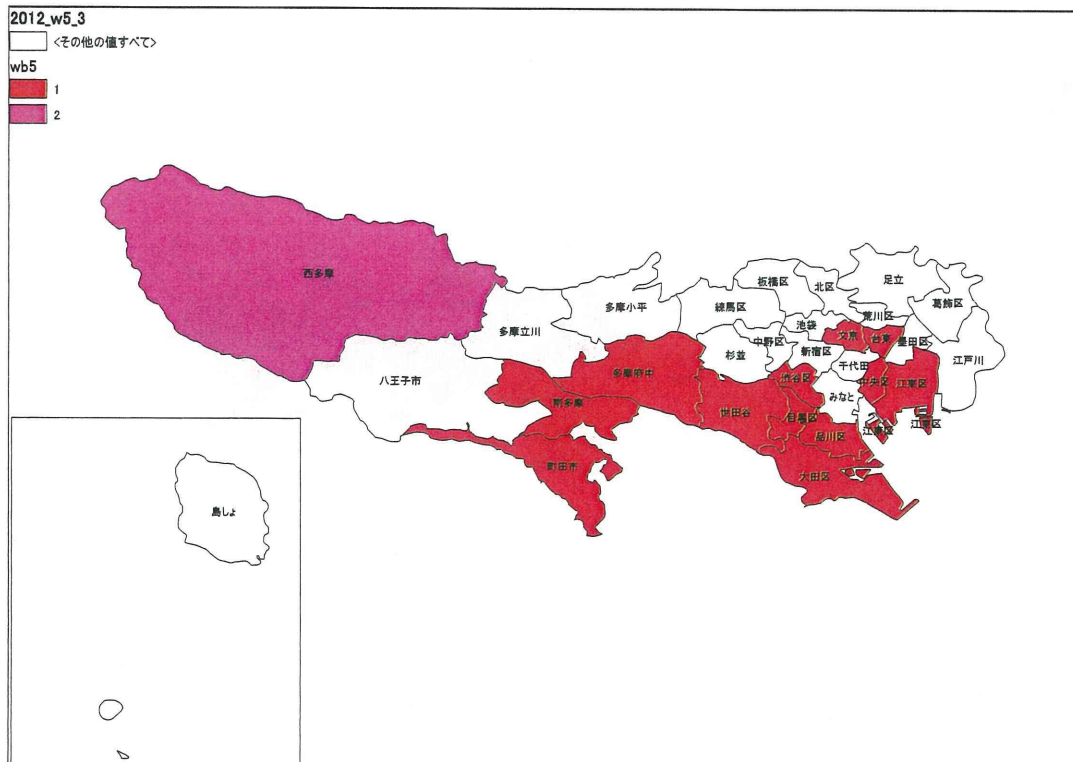 2012_w5_3
<その他の値すべて>
wb5
1
2
西多摩
多摩立川
多摩小平
練馬区
板橋区
北区
足立
葛飾区
荒川区
池袋
文京
台東
墨田区
江戸川
杉並
中野区
新宿区
千代田
八王子市
多摩府中
渋谷区
みなと
中央区
江東区
南多摩
世田谷
目黒区
品川区
江東区
江東区
町田市
大田区
島しょ